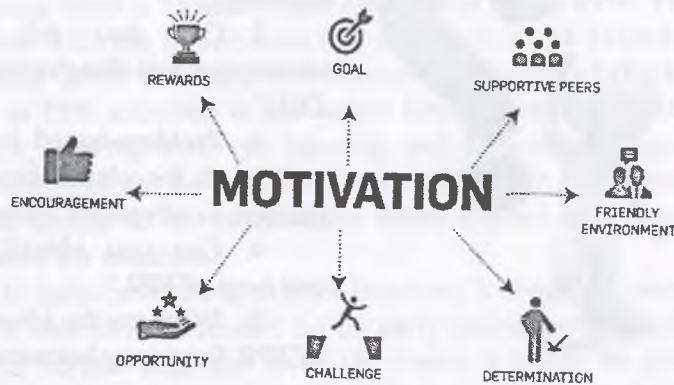 REWARDS
GOAL
SUPPORTIVE PEERS
ENCOURAGEMENT
MOTIVATION
FRIENDLY
ENVIRONMENT
OPPORTUNITY
CHALLENGE
DETERMINATION